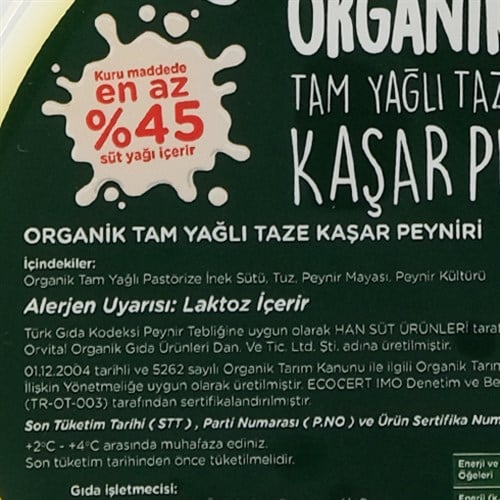 ORGANİK
TAM YAĞLI TAZE
KAŞAR
Kuru maddede
en az
%45
süt yağı içerir
ORGANİK TAM YAĞLI TAZE KAŞAR PEYNİRİ
İçindekiler:
Organik Tam Yağlı Pastörize İnek Sütü, Tuz, Peynir Mayası, Peynir Kültürü
Alerjen Uyarısı: Laktoz İçerir
Türk Gıda Kodeksi Peynir Tebliğine uygun olarak HAN SÜT ÜRÜNLERİ
Orvital Organik Gıda Ürünleri Dan. Ve Tic. Ltd. Şti. adına üretilmiştir.
01.12.2004 tarihli ve 5262 sayılı Organik Tarım Kanunu ile ilgili Organik
İlişkin Yönetmeliğe uygun olarak üretilmiştir. ECOCERT IMO Denetim ve
(TR-OT-003) tarafından sertifikalandırılmıştır.
Son Tüketim Tarihi ( STT ) , Parti Numarası ( P.NO ) ve Ürün Sertifika
+2°C - +4°C arasında muhafaza ediniz.
Son tüketim tarihinden önce tüketilmelidir.
Enerji ve
Öğeleri
Gıda işletmecisi: